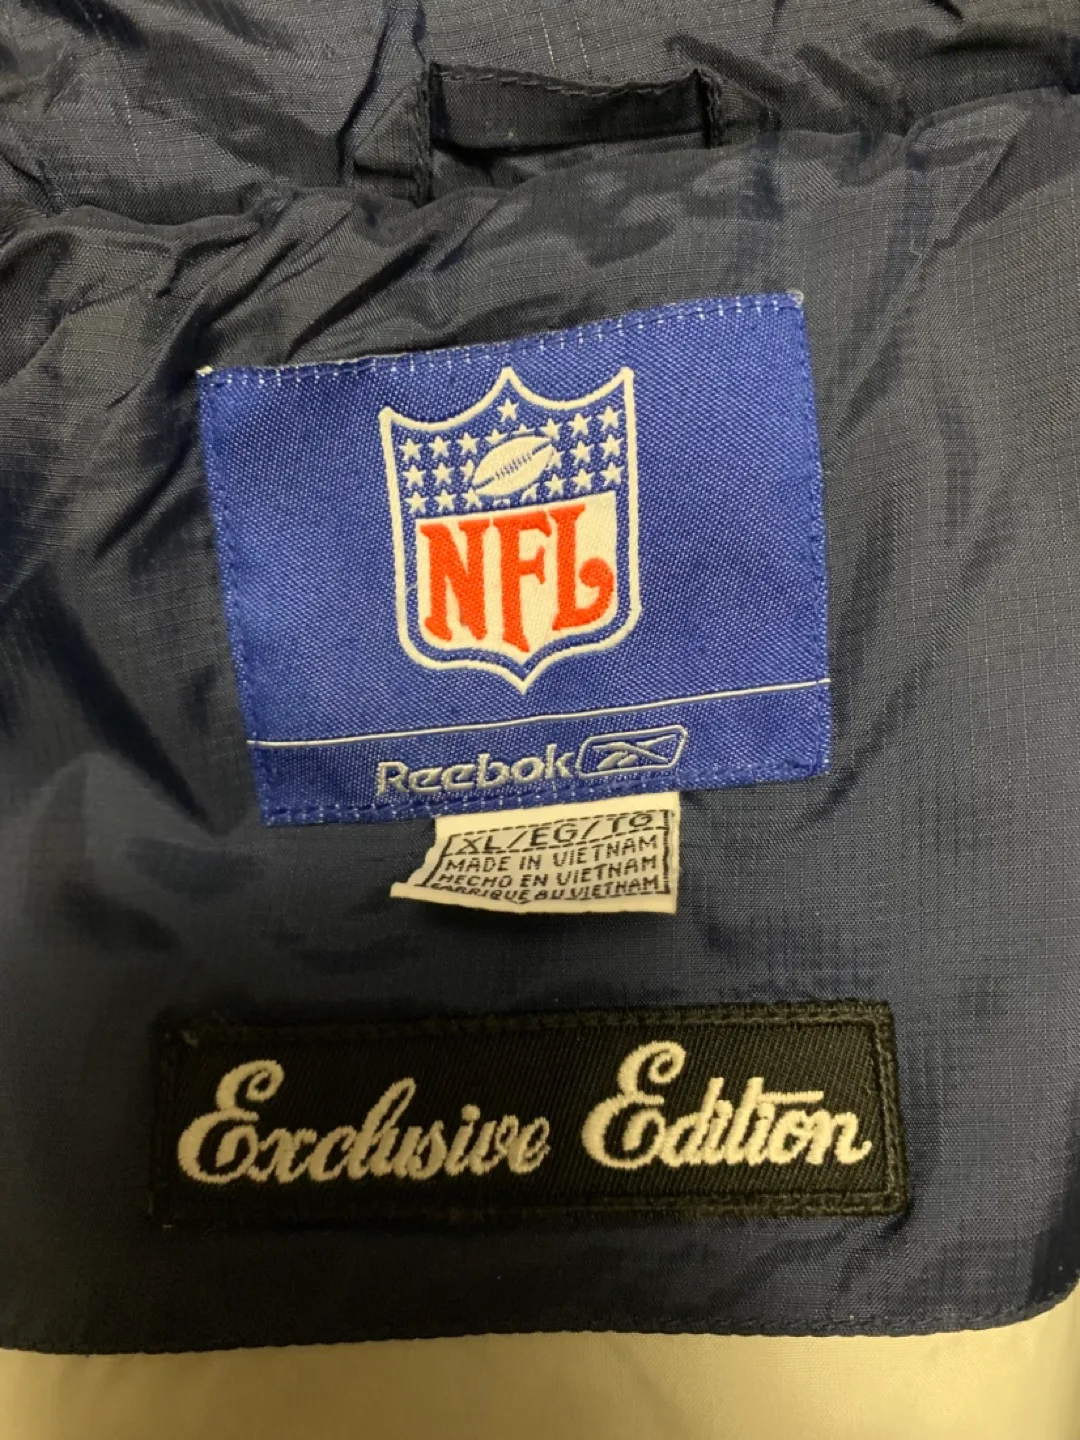 NFL
Reebok
XL/EG/TG
MADE IN VIETNAM
HECHO EN VIETNAM
FABRIQUE AU VIETNAM
Exclusive Edition